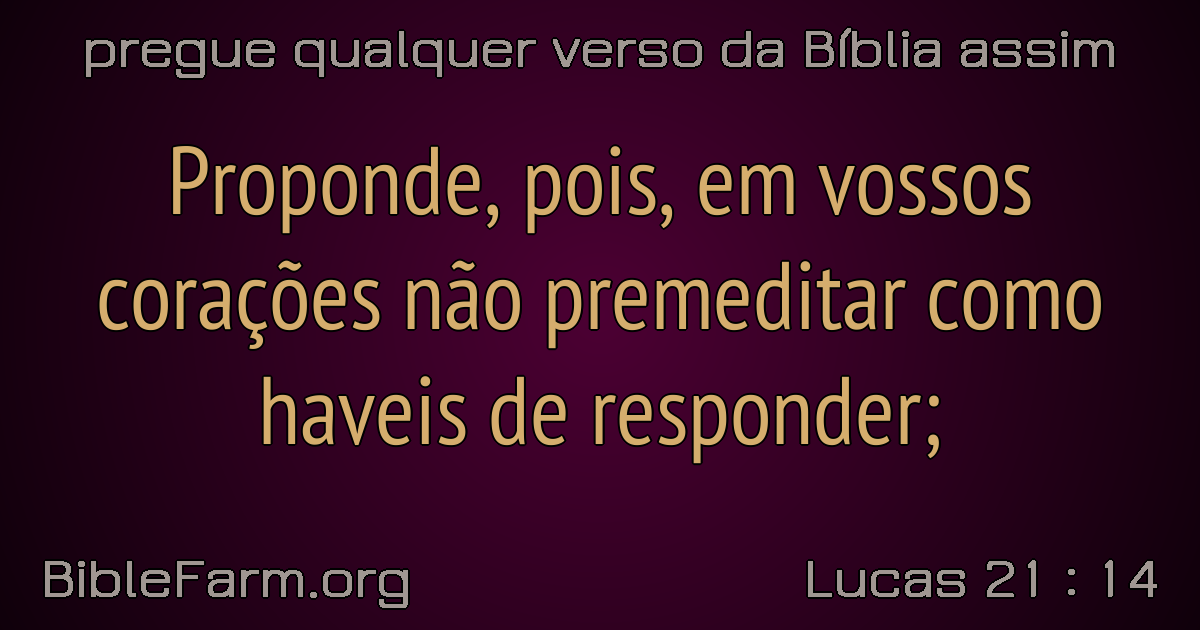 pregue qualquer verso da Bíblia assim
Proponde, pois, em vossos
corações não premeditar como
haveis de responder;
BibleFarm.org
Lucas 21 : 14